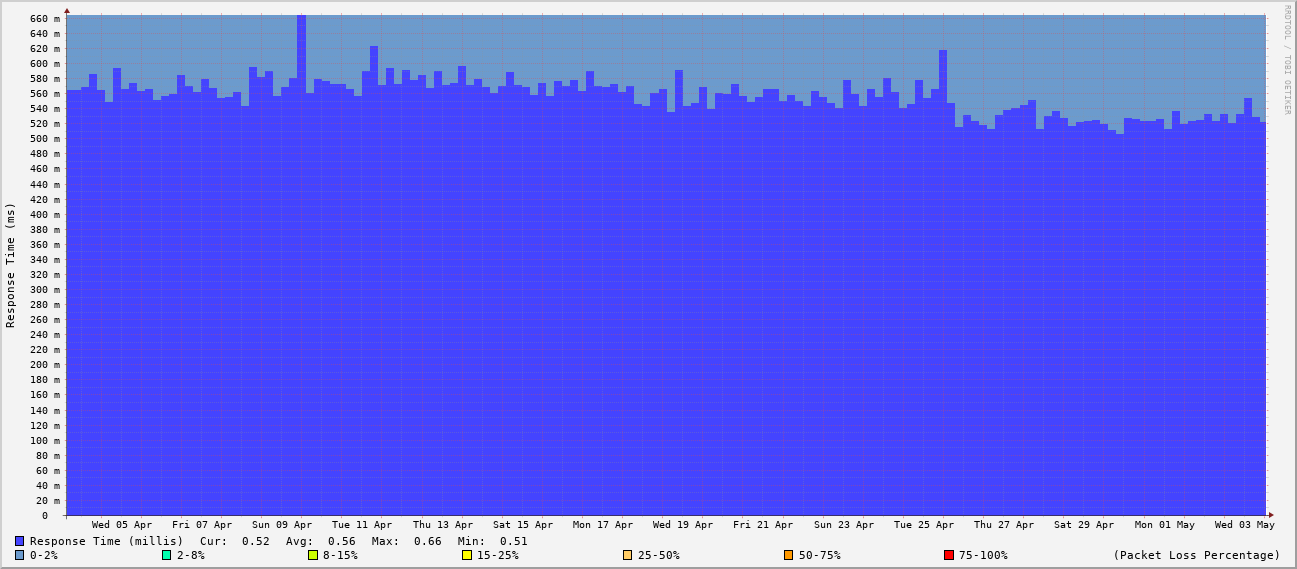 RRDTOOL / TOBI OETIKER
Response Time (ms)
660 m
640 m
620 m
600 m
580 m
560 m
540 m
520 m
500 m
480 m
460 m
440 m
420 m
400 m
380 m
360 m
340 m
320 m
300 m
280 m
260 m
240 m
220 m
200 m
180 m
160 m
140 m
120 m
100 m
80 m
60 m
40 m
20 m
0
Wed 05 Apr Fri 07 Apr Sun 09 Apr Tue 11 Apr Thu 13 Apr Sat 15 Apr Mon 17 Apr Wed 19 Apr Fri 21 Apr Sun 23 Apr Tue 25 Apr Thu 27 Apr Sat 29 Apr Mon 01 May Wed 03 May
Response Time (millis) Cur: 0.52 Avg: 0.56 Max: 0.66 Min: 0.51
0-2% 2-8% 8-15% 15-25% 25-50% 50-75% 75-100% (Packet Loss Percentage)